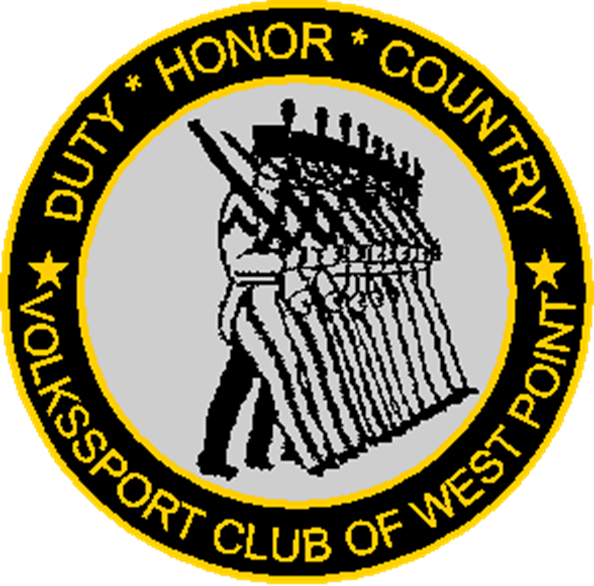 DUTY * HONOR * COUNTRY
VOLKSSPORT CLUB OF WEST POINT